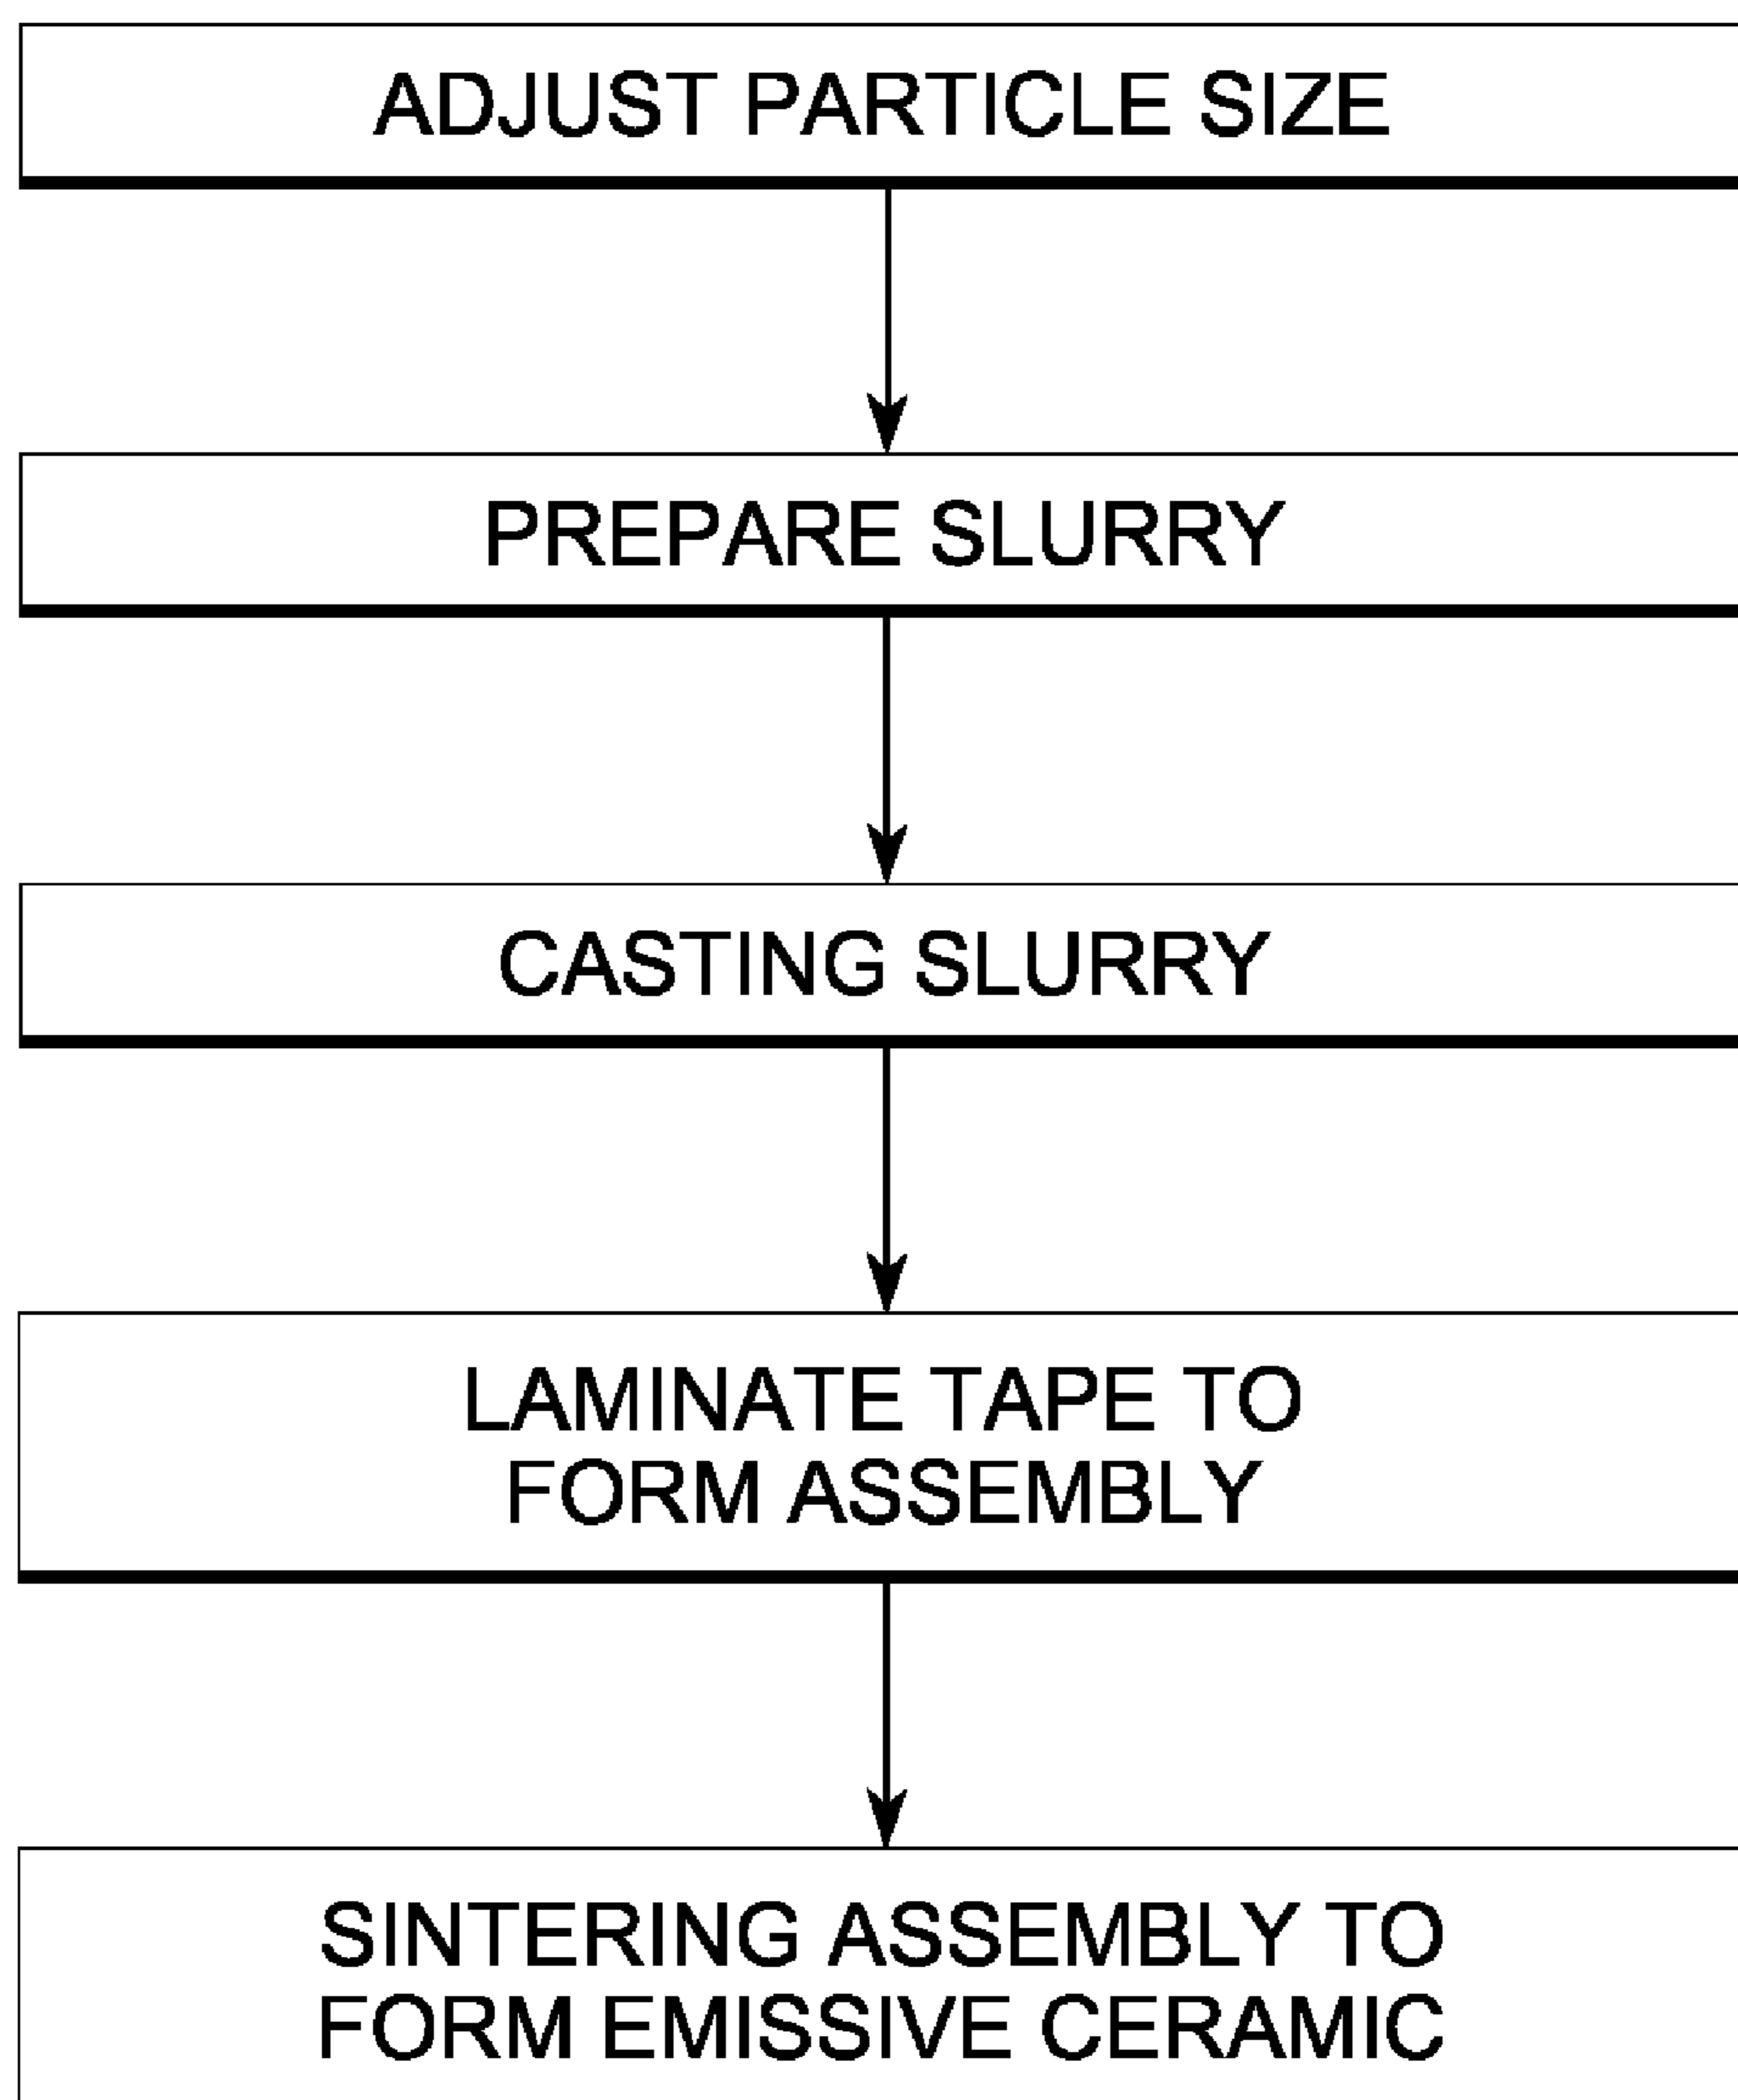 ADJUST PARTICLE SIZE
PREPARE SLURRY
CASTING SLURRY
LAMINATE TAPE TO
FORM ASSEMBLY
SINTERING ASSEMBLY TO
FORM EMISSIVE CERAMIC